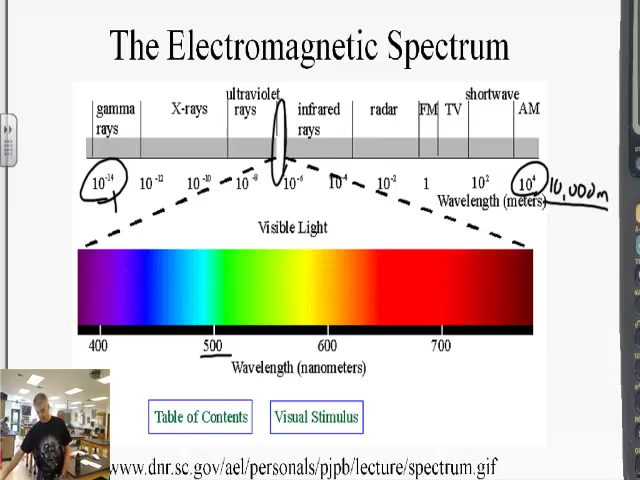 The Electromagnetic Spectrum
ultraviolet shortwave
gamma X-rays rays infrared radar FM TV AM
rays rays
10^-14 10^-12 10^-10 10^-8 10^-6 10^-4 10^-2 1 10^2 10^4 10,000m
Wavelength (meters)
Visible Light
400 500 600 700
Wavelength (nanometers)
Table of Contents Visual Stimulus
www.dnr.sc.gov/ael/personals/pjpb/lecture/spectrum.gif